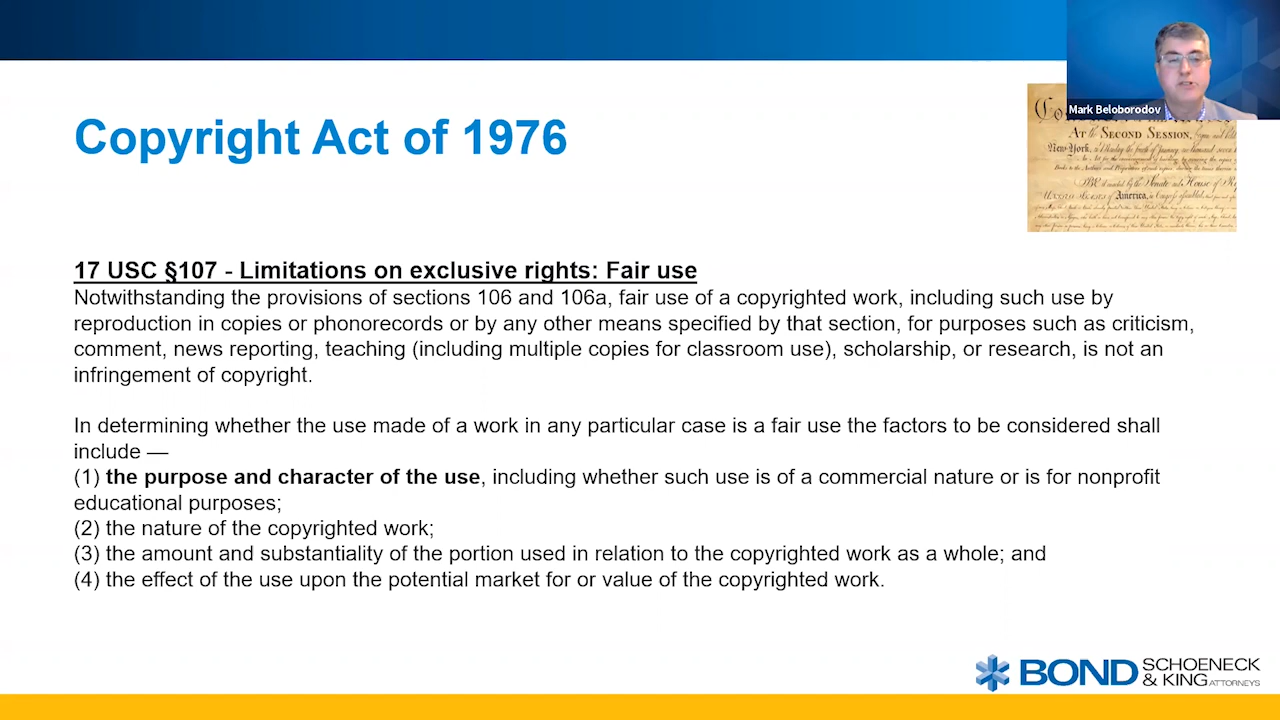 Mark Beloborodov
Copyright Act of 1976
At the Second Session,
New-York,
America,
17 USC §107 - Limitations on exclusive rights: Fair use
Notwithstanding the provisions of sections 106 and 106a, fair use of a copyrighted work, including such use by
reproduction in copies or phonorecords or by any other means specified by that section, for purposes such as criticism,
comment, news reporting, teaching (including multiple copies for classroom use), scholarship, or research, is not an
infringement of copyright.
In determining whether the use made of a work in any particular case is a fair use the factors to be considered shall
include —
(1) the purpose and character of the use, including whether such use is of a commercial nature or is for nonprofit
educational purposes;
(2) the nature of the copyrighted work;
(3) the amount and substantiality of the portion used in relation to the copyrighted work as a whole; and
(4) the effect of the use upon the potential market for or value of the copyrighted work.
BOND SCHOENECK
& KING ATTORNEYS